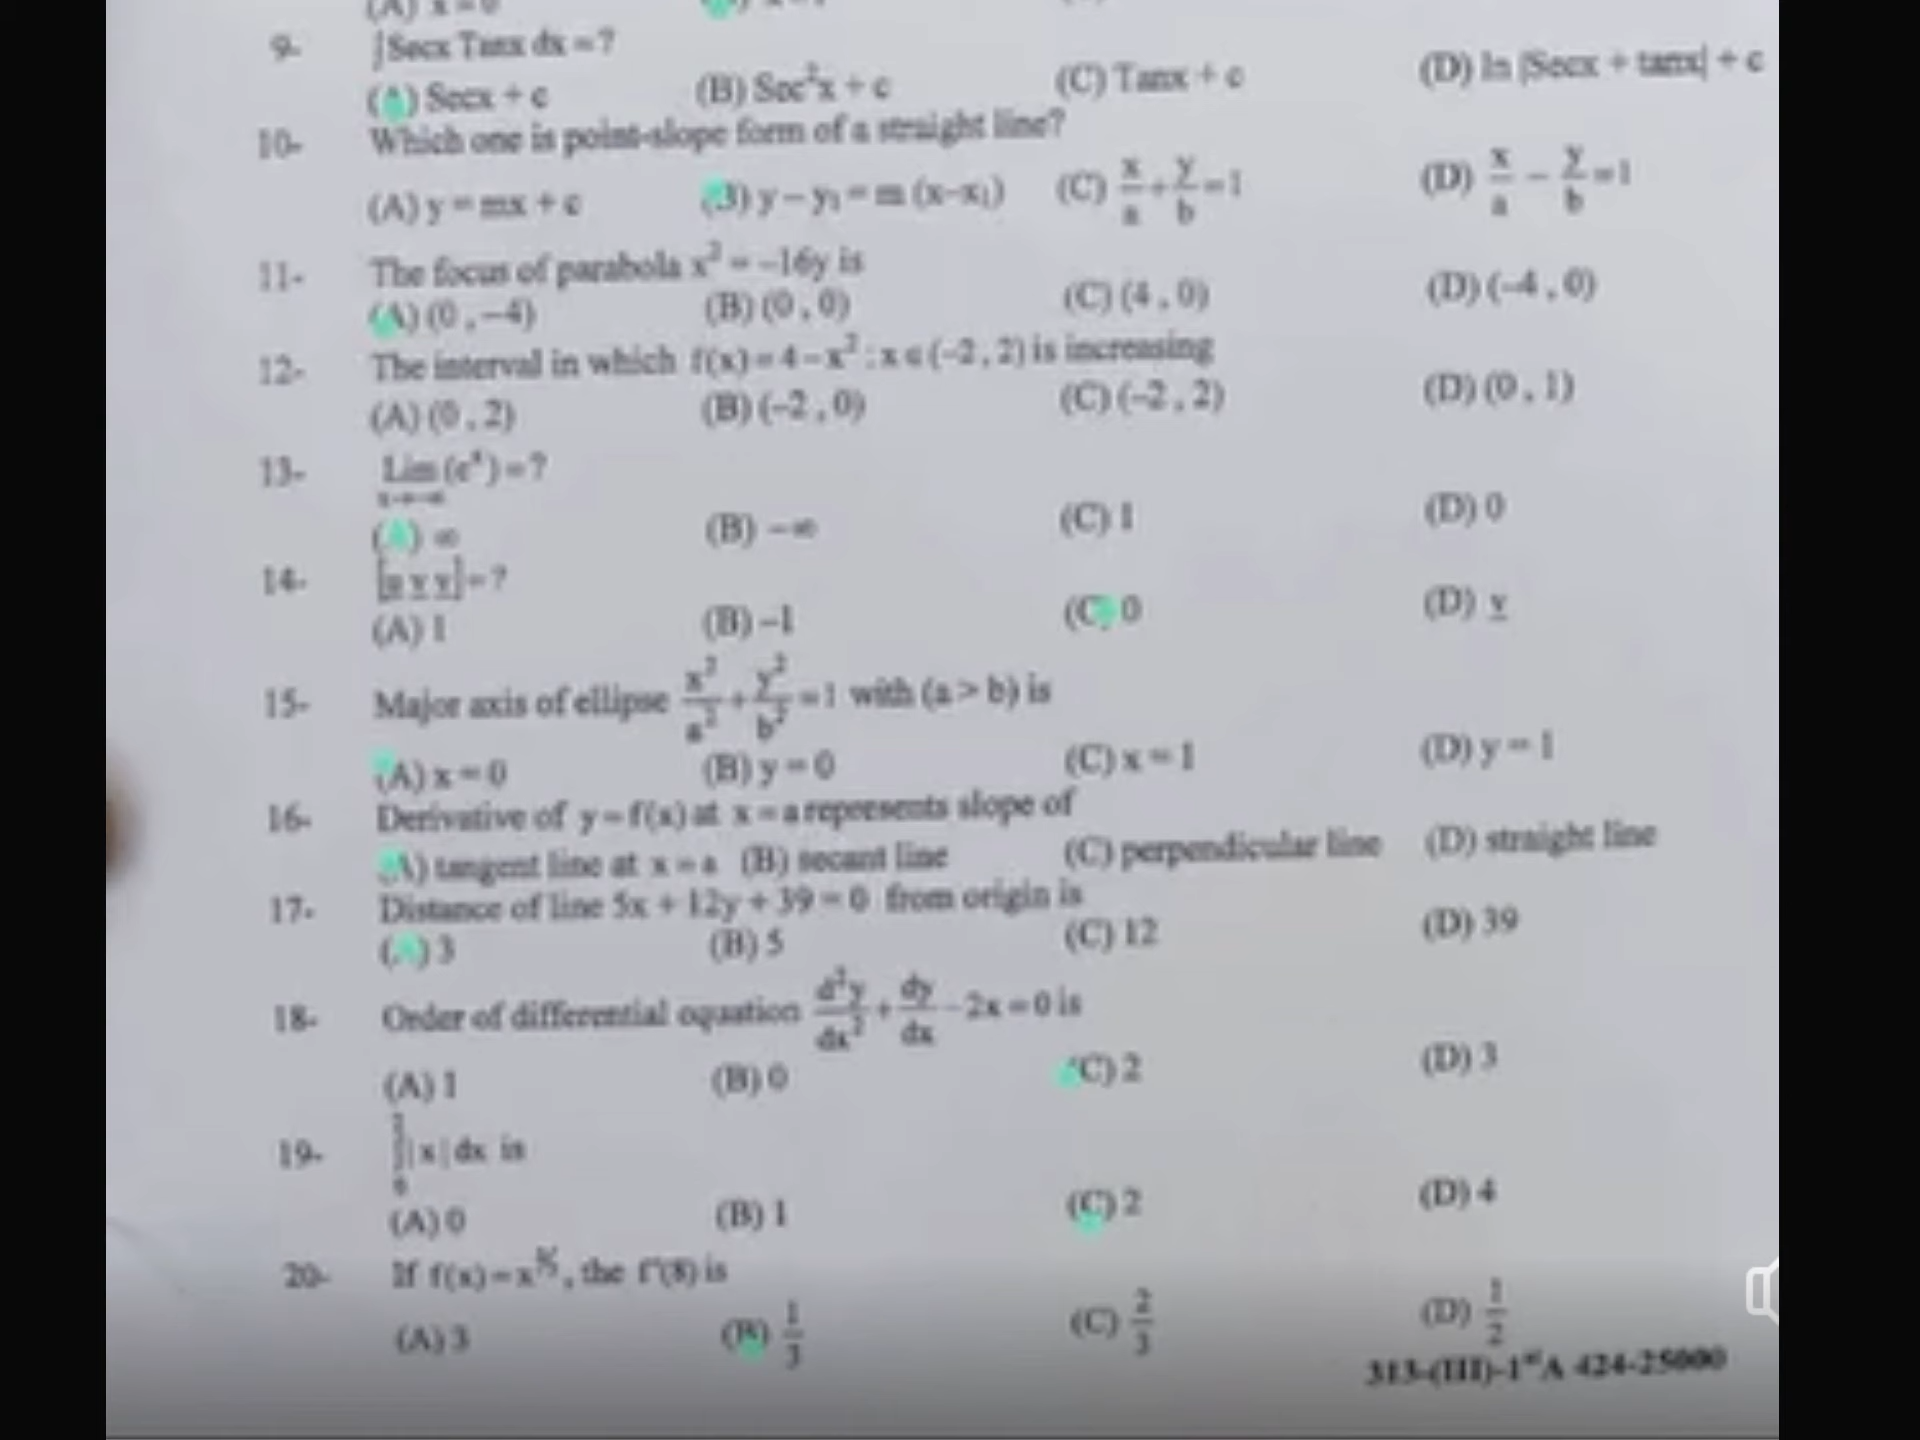 (A) x = 0
9- ∫Secx Tanx dx = ?
(A) Secx + c (B) Sec²x + c (C) Tanx + c (D) ln |Secx + tanx| + c
10- Which one is point-slope form of a straight line?
(A) y = mx + c (B) y – y₁ = m (x–x₁) (C) x/a + y/b = 1 (D) x/a – y/b = 1
11- The focus of parabola x² = –16y is
(A) (0 , –4) (B) (0 , 0) (C) (4 , 0) (D) (–4 , 0)
12- The interval in which f(x) = 4 – x² ; x ∈ (–2 , 2) is increasing
(A) (0 , 2) (B) (–2 , 0) (C) (–2 , 2) (D) (0 , 1)
13- Lim (eˣ) = ?
(A) ∞ (B) –∞ (C) 1 (D) 0
14- [u v v] = ?
(A) 1 (B) –1 (C) 0 (D) v
15- Major axis of ellipse x²/a² + y²/b² = 1 with (a > b) is
(A) x = 0 (B) y = 0 (C) x = 1 (D) y = 1
16- Derivative of y = f(x) at x = a represents slope of
(A) tangent line at x = a (B) secant line (C) perpendicular line (D) straight line
17- Distance of line 5x + 12y + 39 = 0 from origin is
(A) 3 (B) 5 (C) 12 (D) 39
18- Order of differential equation d²y/dx² + dy/dx – 2x = 0 is
(A) 1 (B) 0 (C) 2 (D) 3
19- ∫|x| dx is
(A) 0 (B) 1 (C) 2 (D) 4
20- If f(x) = x, the f'(8) is
(A) 3 (B) 1/3 (C) 2/3 (D) 1/2
313-(III)-1ˢᵗA 424-25000